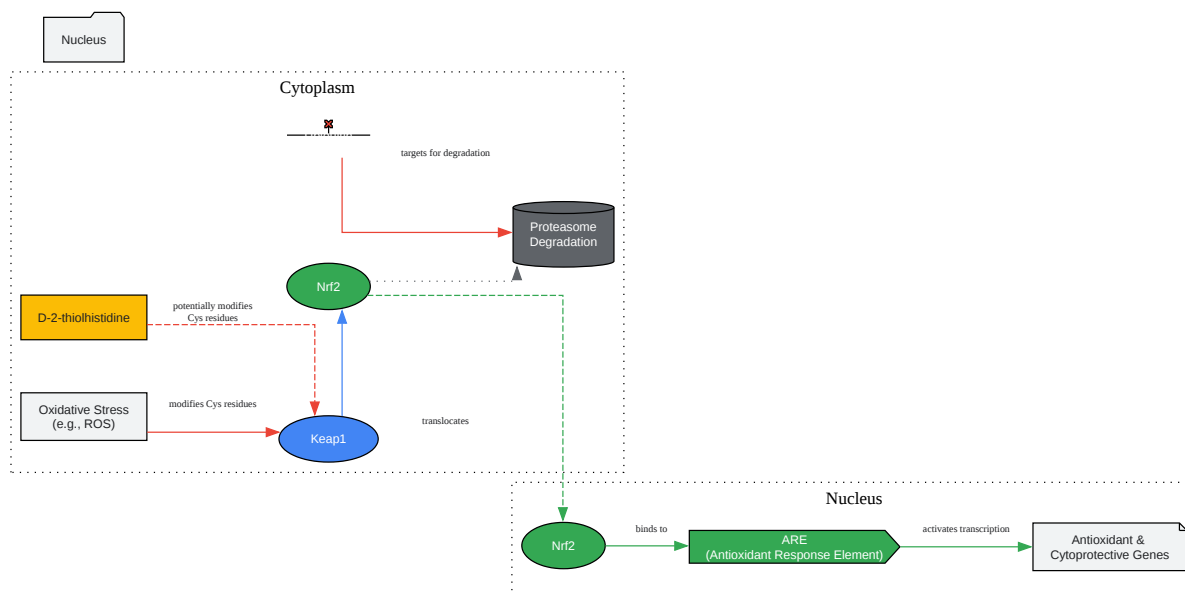 Nucleus
Cytoplasm
targets for degradation
Proteasome
Degradation
Nrf2
D-2-thiolhistidine
potentially modifies
Cys residues
Oxidative Stress
(e.g., ROS)
modifies Cys residues
Keap1
translocates
Nucleus
Nrf2
binds to
ARE
(Antioxidant Response Element)
activates transcription
Antioxidant &
Cytoprotective Genes